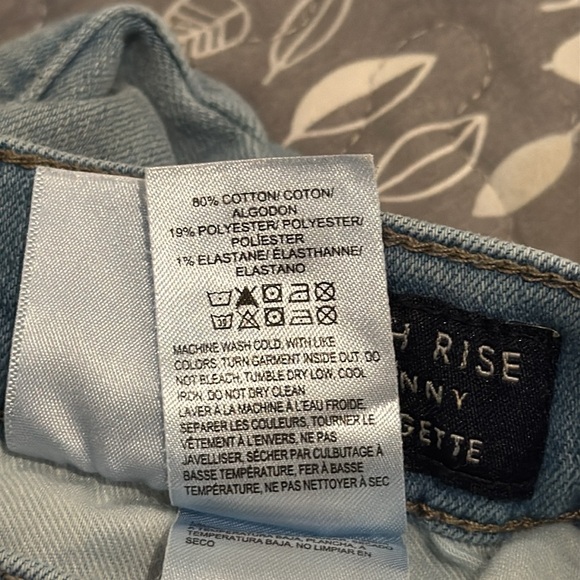 80% COTTON/ COTON/
ALGODON
19% POLYESTER/ POLYESTER/
POLIESTER
1% ELASTANE/ ÉLASTHANNE/
ELASTANO
MACHINE WASH COLD, WITH LIKE
COLORS, TURN GARMENT INSIDE OUT, DO
NOT BLEACH, TUMBLE DRY LOW, COOL
IRON, DO NOT DRY CLEAN
LAVER À LA MACHINE À L'EAU FROIDE,
SEPARER LES COULEURS, TOURNER LE
VÊTEMENT À L'ENVERS, NE PAS
JAVELLISER, SÉCHER PAR CULBUTAGE À
BASSE TEMPÉRATURE, FER À BASSE
TEMPÉRATURE, NE PAS NETTOYER À SEC
TEMPERATURA BAJA, NO LIMPIAR EN
SECO
H RISE
NNY
GETTE